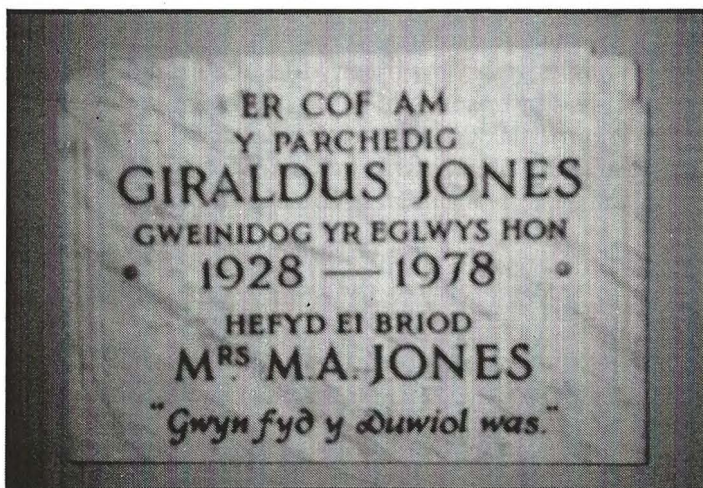 ER COF AM
Y PARCHEDIG
GIRALDUS JONES
GWEINIDOG YR EGLWYS HON
• 1928 — 1978 •
HEFYD EI BRIOD
MRS. M.A. JONES
"Gwyn fyd y Duwiol was."